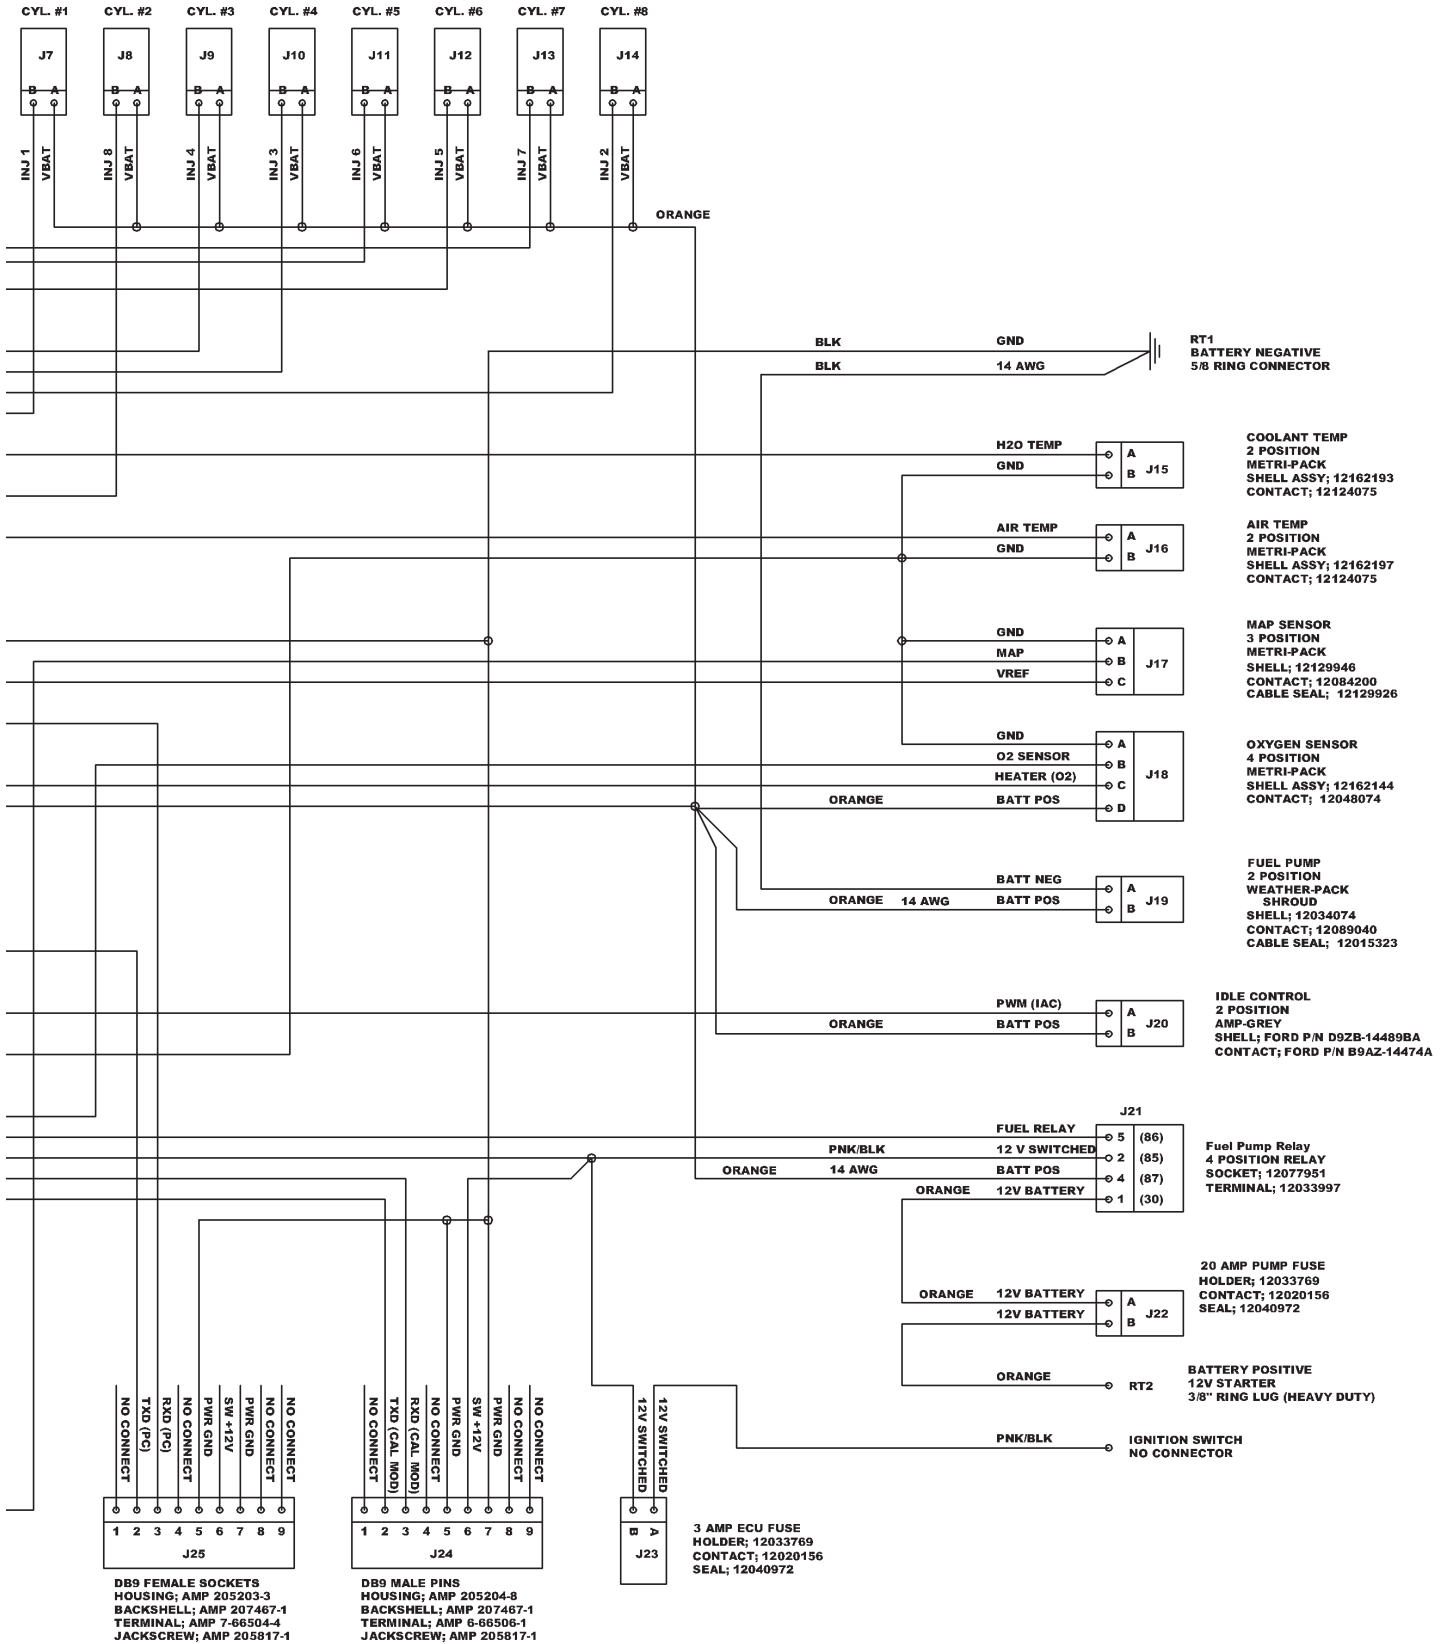 CYL. #1 CYL. #2 CYL. #3 CYL. #4 CYL. #5 CYL. #6 CYL. #7 CYL. #8
J7 J8 J9 J10 J11 J12 J13 J14
B A B A B A B A B A B A B A B A
INJ 1 VBAT INJ 8 VBAT INJ 4 VBAT INJ 3 VBAT INJ 6 VBAT INJ 5 VBAT INJ 7 VBAT INJ 2 VBAT
ORANGE
BLK GND
BLK 14 AWG
RT1
BATTERY NEGATIVE
5/8 RING CONNECTOR
H2O TEMP A
GND B
J15
COOLANT TEMP
2 POSITION
METRI-PACK
SHELL ASSY; 12162193
CONTACT; 12124075
AIR TEMP A
GND B
J16
AIR TEMP
2 POSITION
METRI-PACK
SHELL ASSY; 12162197
CONTACT; 12124075
GND A
MAP B
VREF C
J17
MAP SENSOR
3 POSITION
METRI-PACK
SHELL; 12129946
CONTACT; 12084200
CABLE SEAL; 12129926
GND A
O2 SENSOR B
HEATER (O2) C
ORANGE BATT POS D
J18
OXYGEN SENSOR
4 POSITION
METRI-PACK
SHELL ASSY; 12162144
CONTACT; 12048074
BATT NEG A
ORANGE 14 AWG BATT POS B
J19
FUEL PUMP
2 POSITION
WEATHER-PACK
SHROUD
SHELL; 12034074
CONTACT; 12089040
CABLE SEAL; 12015323
PWM (IAC) A
ORANGE BATT POS B
J20
IDLE CONTROL
2 POSITION
AMP-GREY
SHELL; FORD P/N D9ZB-14489BA
CONTACT; FORD P/N B9AZ-14474A
J21
FUEL RELAY 5 (86)
PNK/BLK 12 V SWITCHED 2 (85)
ORANGE 14 AWG BATT POS 4 (87)
ORANGE 12V BATTERY 1 (30)
Fuel Pump Relay
4 POSITION RELAY
SOCKET; 12077951
TERMINAL; 12033997
ORANGE 12V BATTERY A
12V BATTERY B
J22
20 AMP PUMP FUSE
HOLDER; 12033769
CONTACT; 12020156
SEAL; 12040972
ORANGE RT2
BATTERY POSITIVE
12V STARTER
3/8" RING LUG (HEAVY DUTY)
PNK/BLK
IGNITION SWITCH
NO CONNECTOR
NO CONNECT TXD (PC) RXD (PC) NO CONNECT PWR GND SW +12V PWR GND NO CONNECT NO CONNECT
1 2 3 4 5 6 7 8 9
J25
DB9 FEMALE SOCKETS
HOUSING; AMP 205203-3
BACKSHELL; AMP 207467-1
TERMINAL; AMP 7-66504-4
JACKSCREW; AMP 205817-1
NO CONNECT TXD (CAL MOD) RXD (CAL MOD) NO CONNECT PWR GND SW +12V PWR GND NO CONNECT NO CONNECT
1 2 3 4 5 6 7 8 9
J24
DB9 MALE PINS
HOUSING; AMP 205204-8
BACKSHELL; AMP 207467-1
TERMINAL; AMP 6-66506-1
JACKSCREW; AMP 205817-1
12V SWITCHED 12V SWITCHED
B A
J23
3 AMP ECU FUSE
HOLDER; 12033769
CONTACT; 12020156
SEAL; 12040972